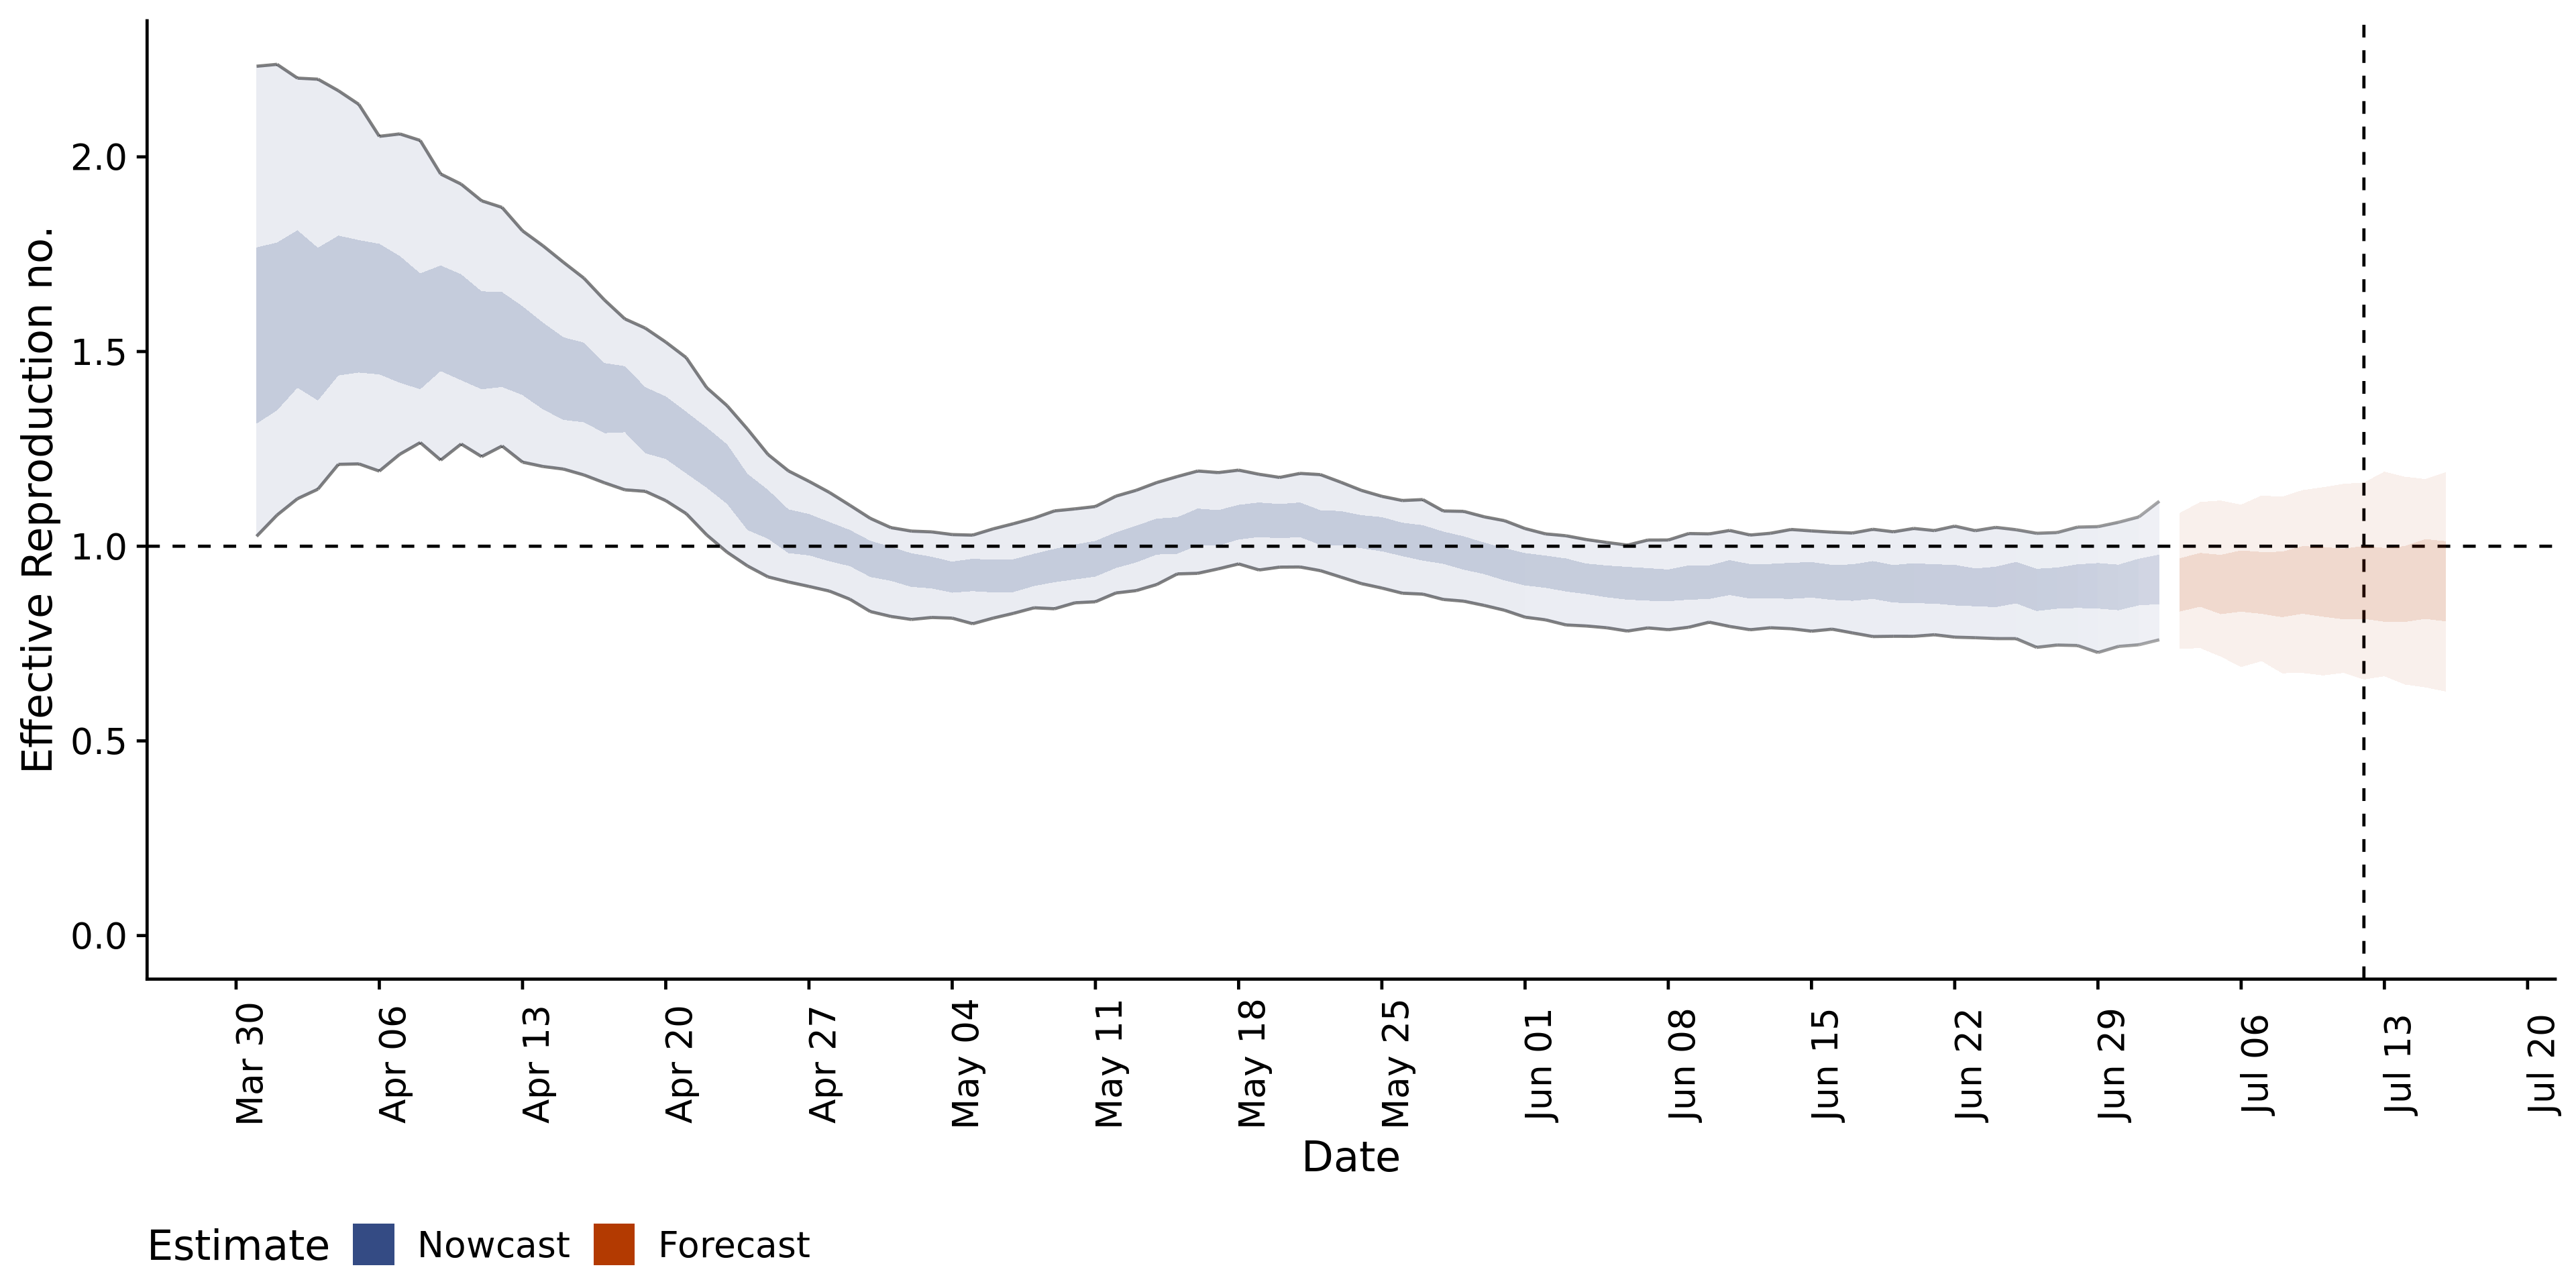 Effective Reproduction no.
2.0
1.5
1.0
0.5
0.0
Mar 30
Apr 06
Apr 13
Apr 20
Apr 27
May 04
May 11
May 18
May 25
Jun 01
Jun 08
Jun 15
Jun 22
Jun 29
Jul 06
Jul 13
Jul 20
Date
Estimate Nowcast Forecast